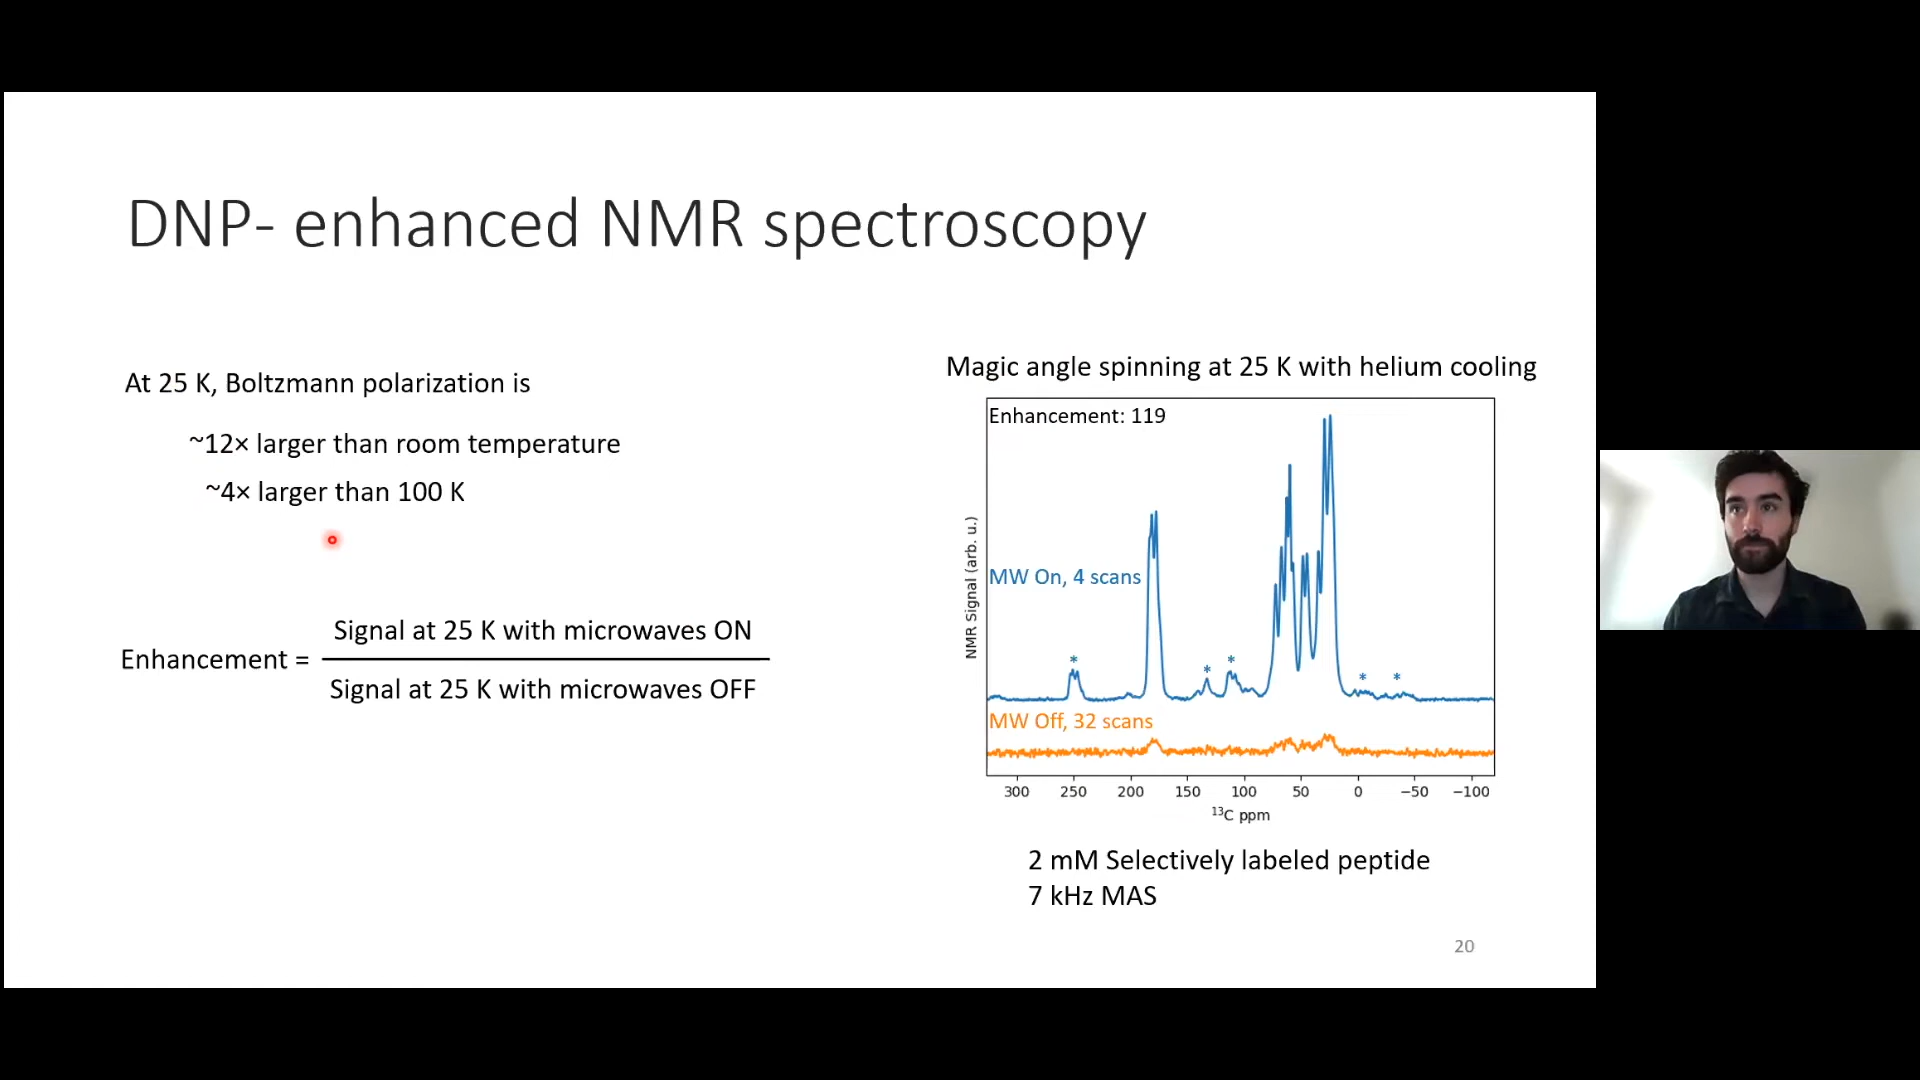 DNP- enhanced NMR spectroscopy
At 25 K, Boltzmann polarization is
~12× larger than room temperature
~4× larger than 100 K
Enhancement =
Signal at 25 K with microwaves ON
Signal at 25 K with microwaves OFF
Magic angle spinning at 25 K with helium cooling
Enhancement: 119
NMR Signal (arb. u.)
MW On, 4 scans
* * * * *
MW Off, 32 scans
300 250 200 150 100 50 0 −50 −100
¹³C ppm
2 mM Selectively labeled peptide
7 kHz MAS
20